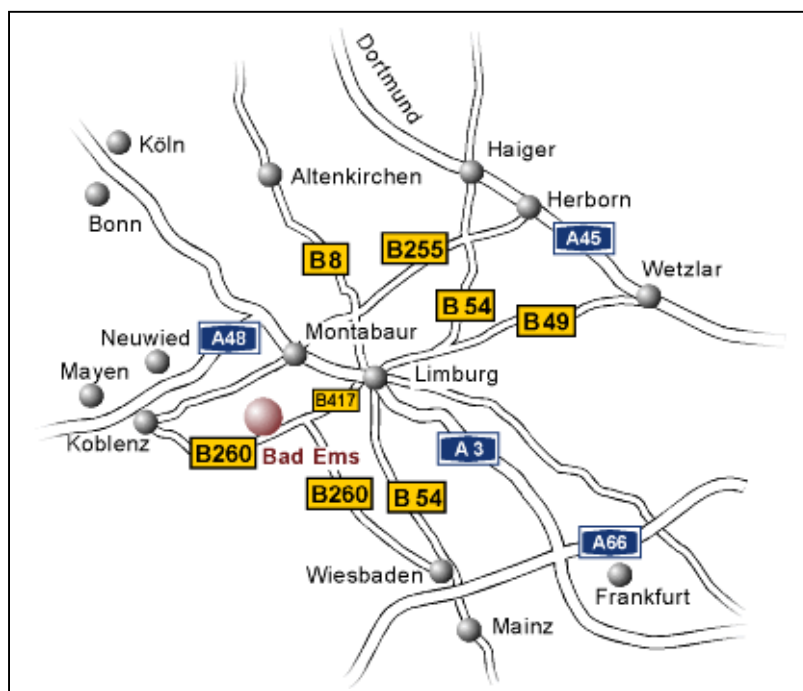 Dortmund
Köln
Haiger
Altenkirchen
Herborn
Bonn
A45
B255
B 8
Wetzlar
B 54
B 49
Montabaur
Neuwied
A48
Mayen
Limburg
B417
Koblenz
B260
Bad Ems
A 3
B260
B 54
A66
Wiesbaden
Frankfurt
Mainz